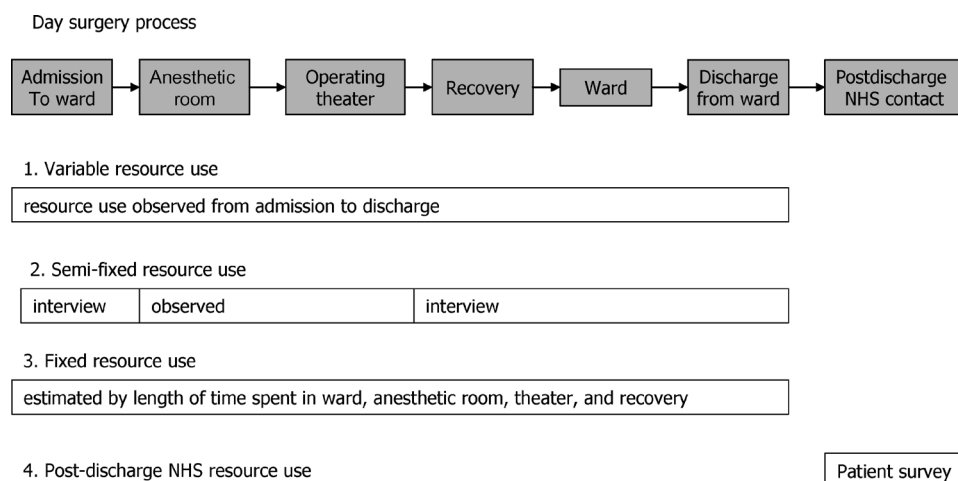 Day surgery process
Admission
To ward
Anesthetic
room
Operating
theater
Recovery
Ward
Discharge
from ward
Postdischarge
NHS contact
1. Variable resource use
resource use observed from admission to discharge
2. Semi-fixed resource use
interview
observed
interview
3. Fixed resource use
estimated by length of time spent in ward, anesthetic room, theater, and recovery
4. Post-discharge NHS resource use
Patient survey